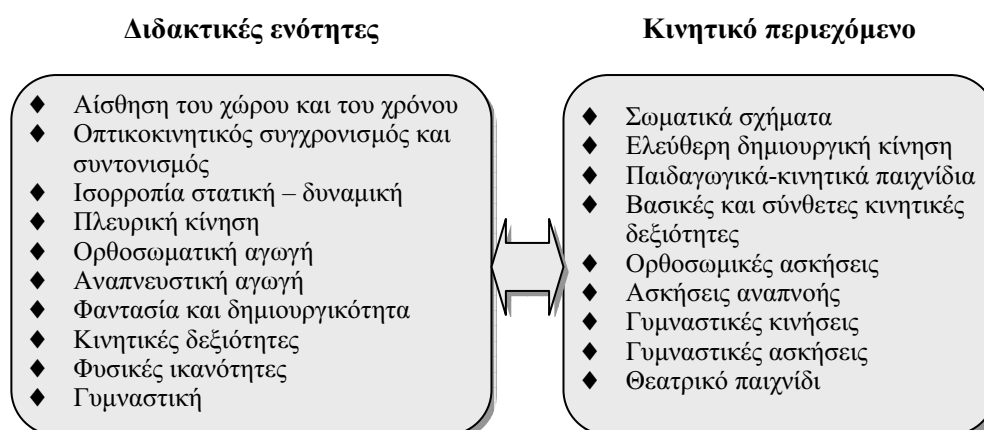 Διδακτικές ενότητες
♦ Αίσθηση του χώρου και του χρόνου
♦ Οπτικοκινητικός συγχρονισμός και
συντονισμός
♦ Ισορροπία στατική – δυναμική
♦ Πλευρική κίνηση
♦ Ορθοσωματική αγωγή
♦ Αναπνευστική αγωγή
♦ Φαντασία και δημιουργικότητα
♦ Κινητικές δεξιότητες
♦ Φυσικές ικανότητες
♦ Γυμναστική
Κινητικό περιεχόμενο
♦ Σωματικά σχήματα
♦ Ελεύθερη δημιουργική κίνηση
♦ Παιδαγωγικά-κινητικά παιχνίδια
♦ Βασικές και σύνθετες κινητικές
δεξιότητες
♦ Ορθοσωμικές ασκήσεις
♦ Ασκήσεις αναπνοής
♦ Γυμναστικές κινήσεις
♦ Γυμναστικές ασκήσεις
♦ Θεατρικό παιχνίδι